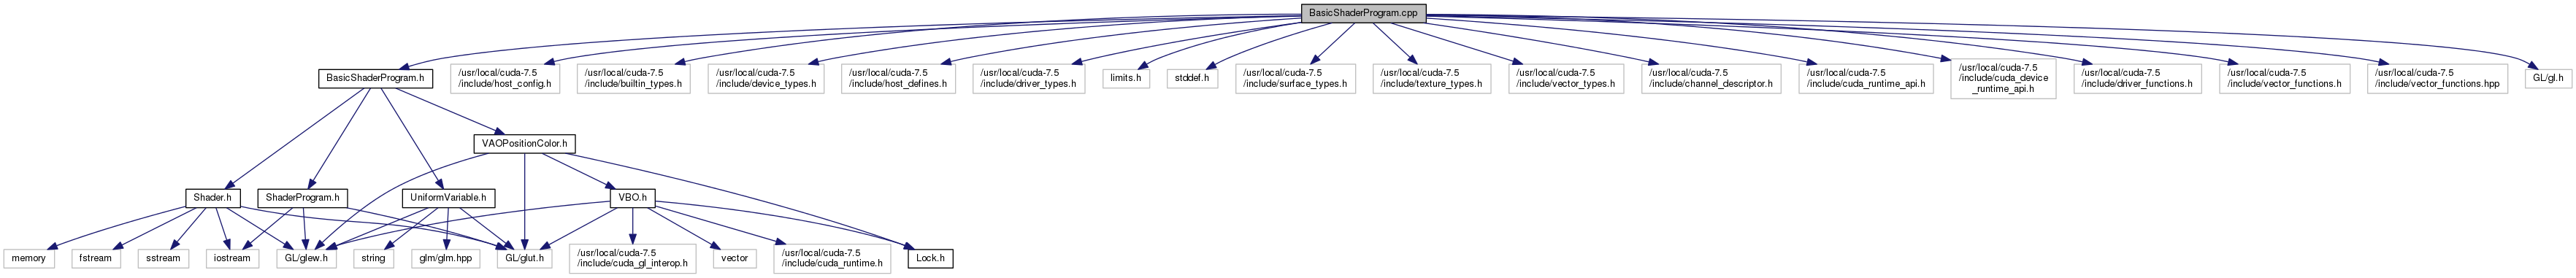 BasicShaderProgram.cpp
BasicShaderProgram.h
/usr/local/cuda-7.5
/include/host_config.h
/usr/local/cuda-7.5
/include/builtin_types.h
/usr/local/cuda-7.5
/include/device_types.h
/usr/local/cuda-7.5
/include/host_defines.h
/usr/local/cuda-7.5
/include/driver_types.h
limits.h
stddef.h
/usr/local/cuda-7.5
/include/surface_types.h
/usr/local/cuda-7.5
/include/texture_types.h
/usr/local/cuda-7.5
/include/vector_types.h
/usr/local/cuda-7.5
/include/channel_descriptor.h
/usr/local/cuda-7.5
/include/cuda_runtime_api.h
/usr/local/cuda-7.5
/include/cuda_device
_runtime_api.h
/usr/local/cuda-7.5
/include/driver_functions.h
/usr/local/cuda-7.5
/include/vector_functions.h
/usr/local/cuda-7.5
/include/vector_functions.hpp
GL/gl.h
VAOPositionColor.h
Shader.h
ShaderProgram.h
UniformVariable.h
VBO.h
memory
fstream
sstream
iostream
GL/glew.h
string
glm/glm.hpp
GL/glut.h
/usr/local/cuda-7.5
/include/cuda_gl_interop.h
vector
/usr/local/cuda-7.5
/include/cuda_runtime.h
Lock.h